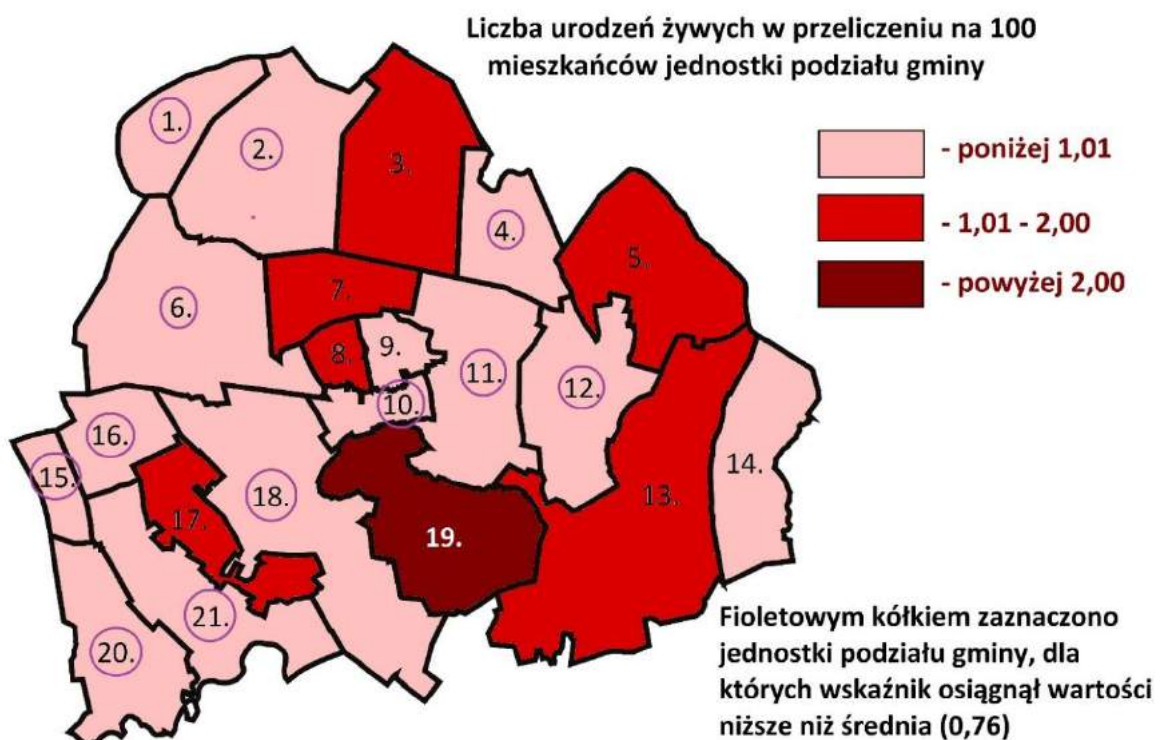 Liczba urodzeń żywych w przeliczeniu na 100
mieszkańców jednostki podziału gminy
- poniżej 1,01
- 1,01 - 2,00
- powyżej 2,00
1.
2.
3.
4.
5.
6.
7.
8.
9.
10.
11.
12.
13.
14.
15.
16.
17.
18.
19.
20.
21.
Fioletowym kółkiem zaznaczono
jednostki podziału gminy, dla
których wskaźnik osiągnął wartości
niższe niż średnia (0,76)